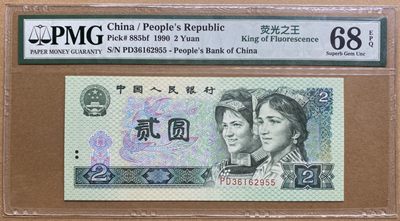 PMG
PAPER MONEY GUARANTY
China / People's Republic
Pick# 885bf 1990 2 Yuan
S/N PD36162955 - People's Bank of China
荧光之王
King of Fluorescence
68 EPQ
Superb Gem Unc
中国人民银行
2
贰圆
PD36162955
2
2